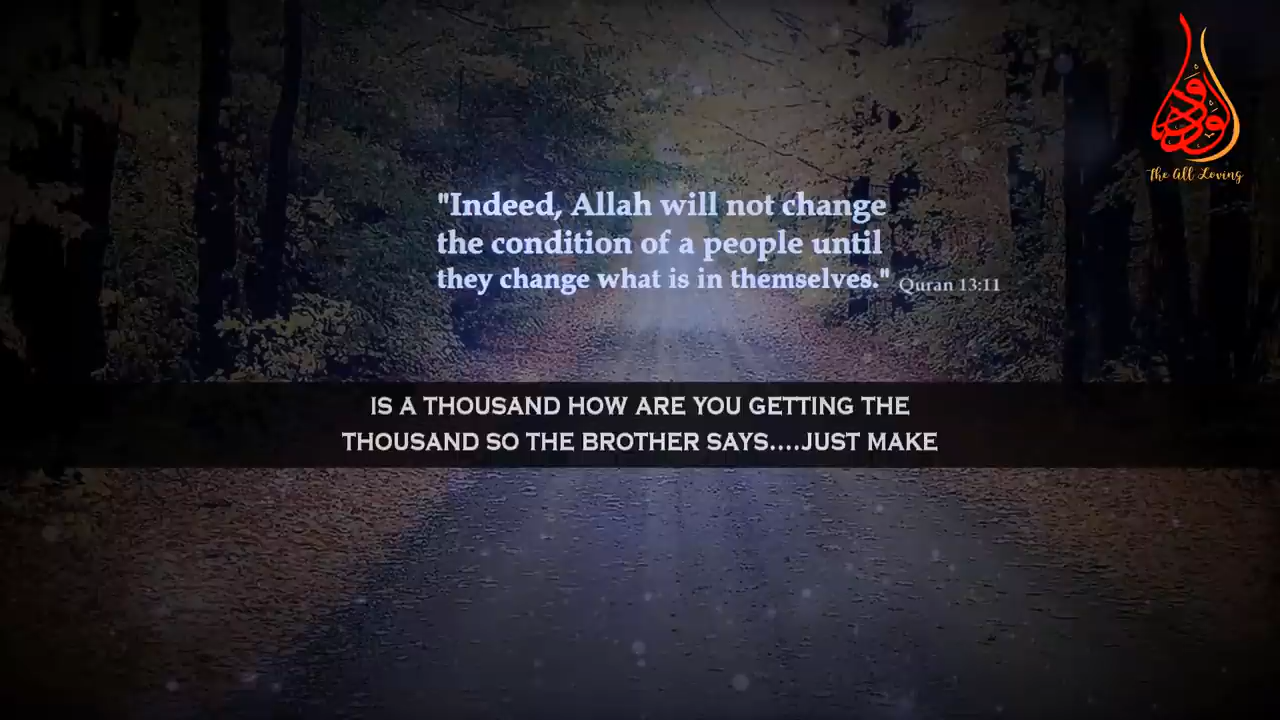 "Indeed, Allah will not change
the condition of a people until
they change what is in themselves." Quran 13:11
IS A THOUSAND HOW ARE YOU GETTING THE
THOUSAND SO THE BROTHER SAYS....JUST MAKE
The All Loving